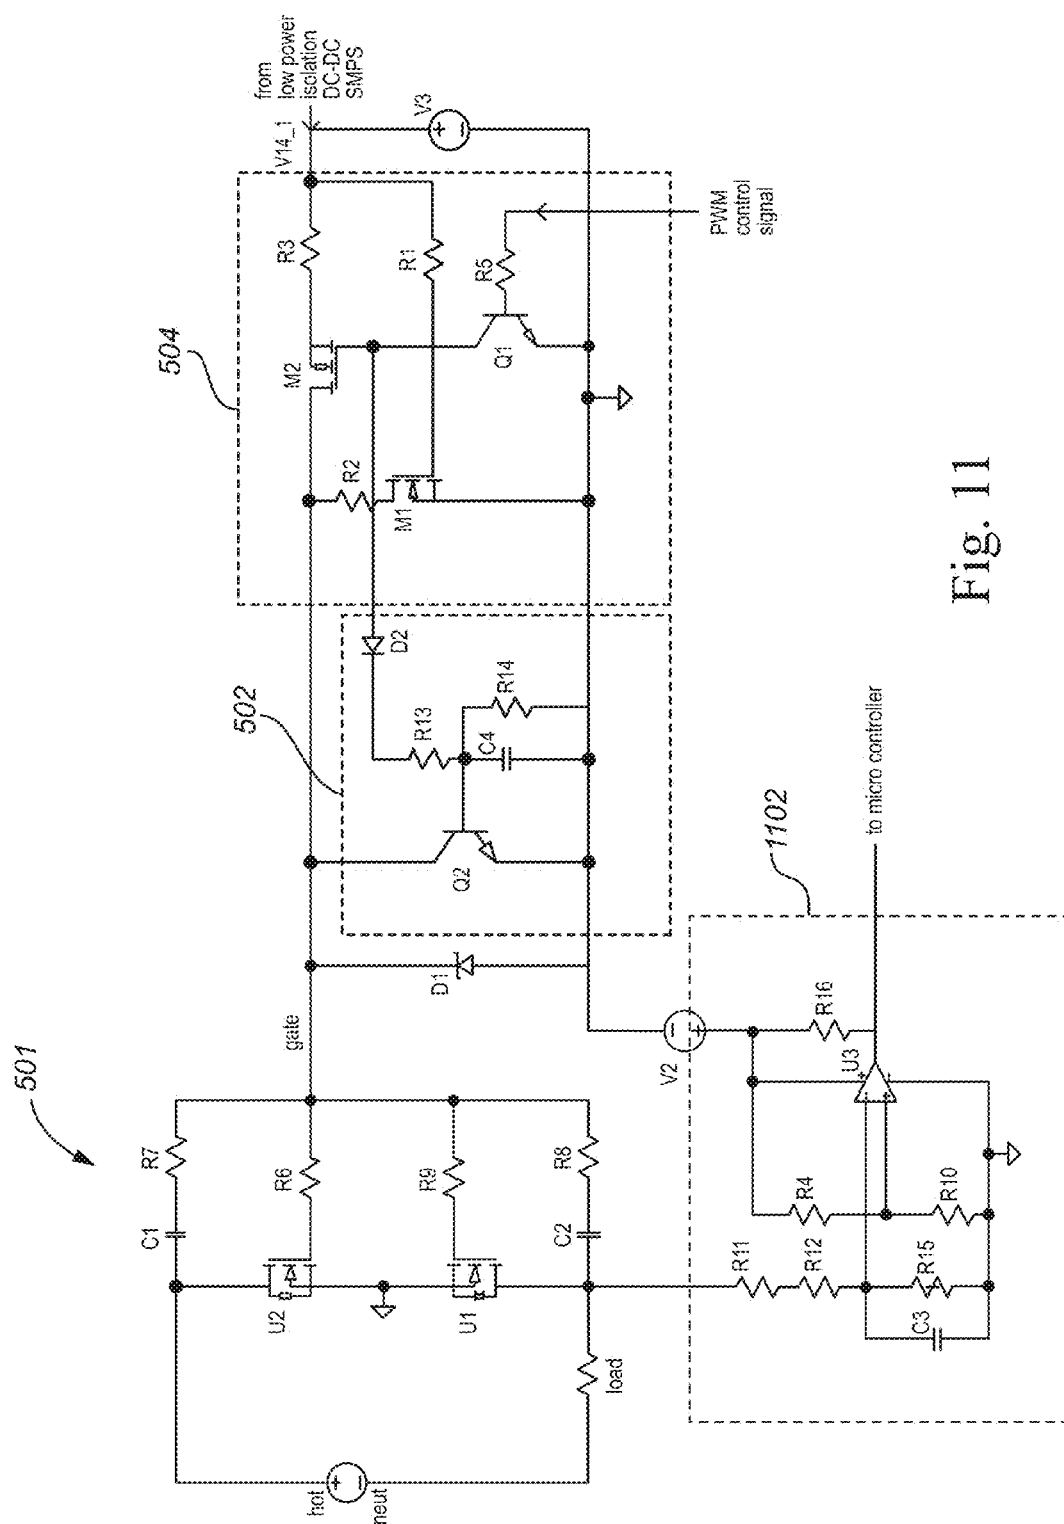 from
low power
isolation
DC-DC
SMPS
V14_1
V3
R3
R1
R5
PWM
control
signal
504
M2
Q1
R2
M1
502
D2
R13
R14
C4
Q2
D1
gate
501
R7
C1
R6
U2
R9
U1
R8
C2
load
hot
neut
V2
1102
to micro controller
R16
U3
R4
R10
R11
R12
R15
C3
Fig. 11